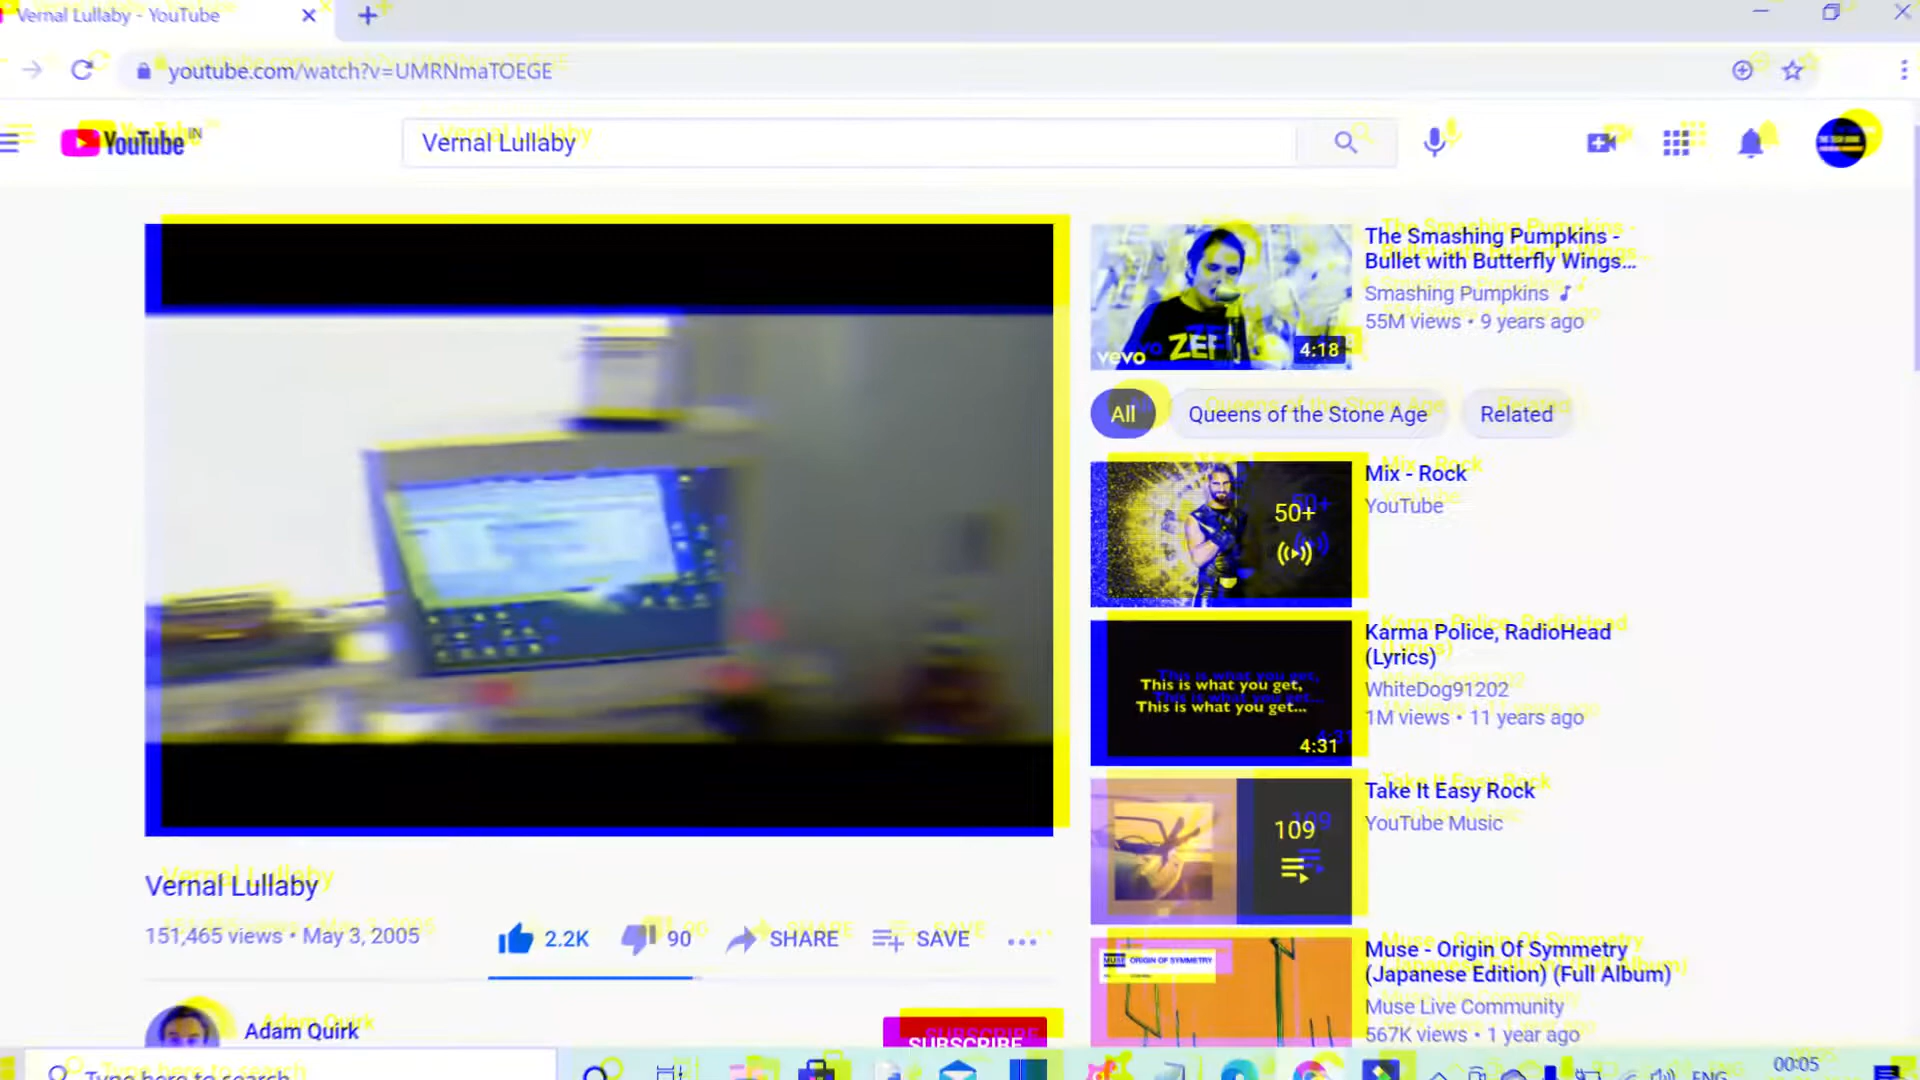 Vernal Lullaby - YouTube
youtube.com/watch?v=UMRNmaTOEGE
YouTube IN
Vernal Lullaby
The Smashing Pumpkins -
Bullet with Butterfly Wings...
Smashing Pumpkins
55M views • 9 years ago
vevo
ZER
4:18
All
Queens of the Stone Age
Related
Mix - Rock
YouTube
50+
Karma Police, RadioHead
(Lyrics)
WhiteDog91202
1M views • 11 years ago
This is what you get,
This is what you get...
4:31
Take It Easy Rock
YouTube Music
109
Muse - Origin Of Symmetry
(Japanese Edition) (Full Album)
Muse Live Community
567K views • 1 year ago
MUSE ORIGIN OF SYMMETRY
Vernal Lullaby
151,465 views • May 3, 2005
2.2K
90
SHARE
SAVE
Adam Quirk
SUBSCRIBE
Type here to search
ENG
00:05